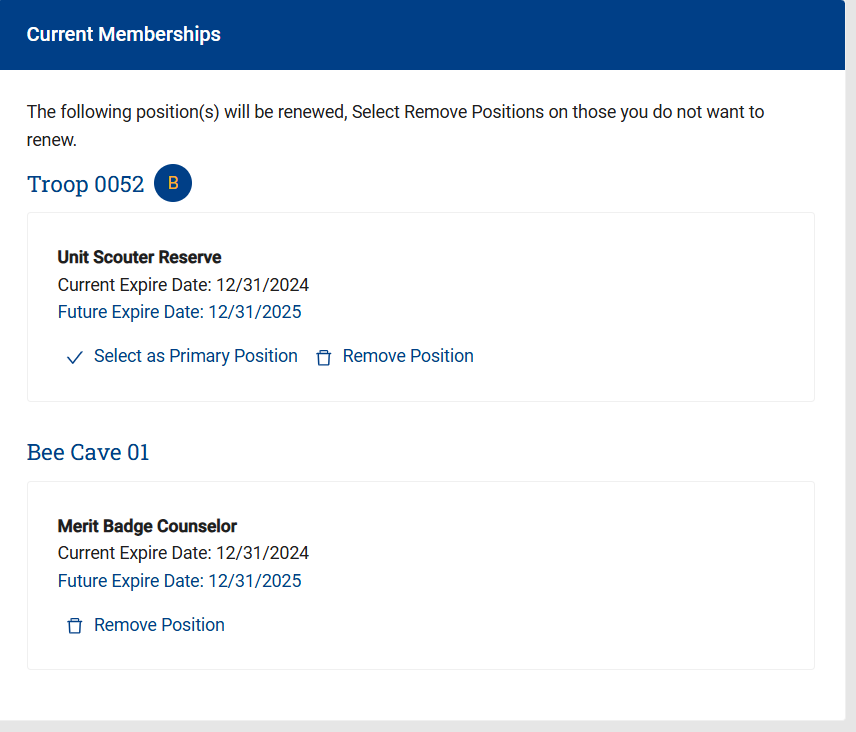 Current Memberships
The following position(s) will be renewed, Select Remove Positions on those you do not want to
renew.
Troop 0052 B
Unit Scouter Reserve
Current Expire Date: 12/31/2024
Future Expire Date: 12/31/2025
Select as Primary Position Remove Position
Bee Cave 01
Merit Badge Counselor
Current Expire Date: 12/31/2024
Future Expire Date: 12/31/2025
Remove Position